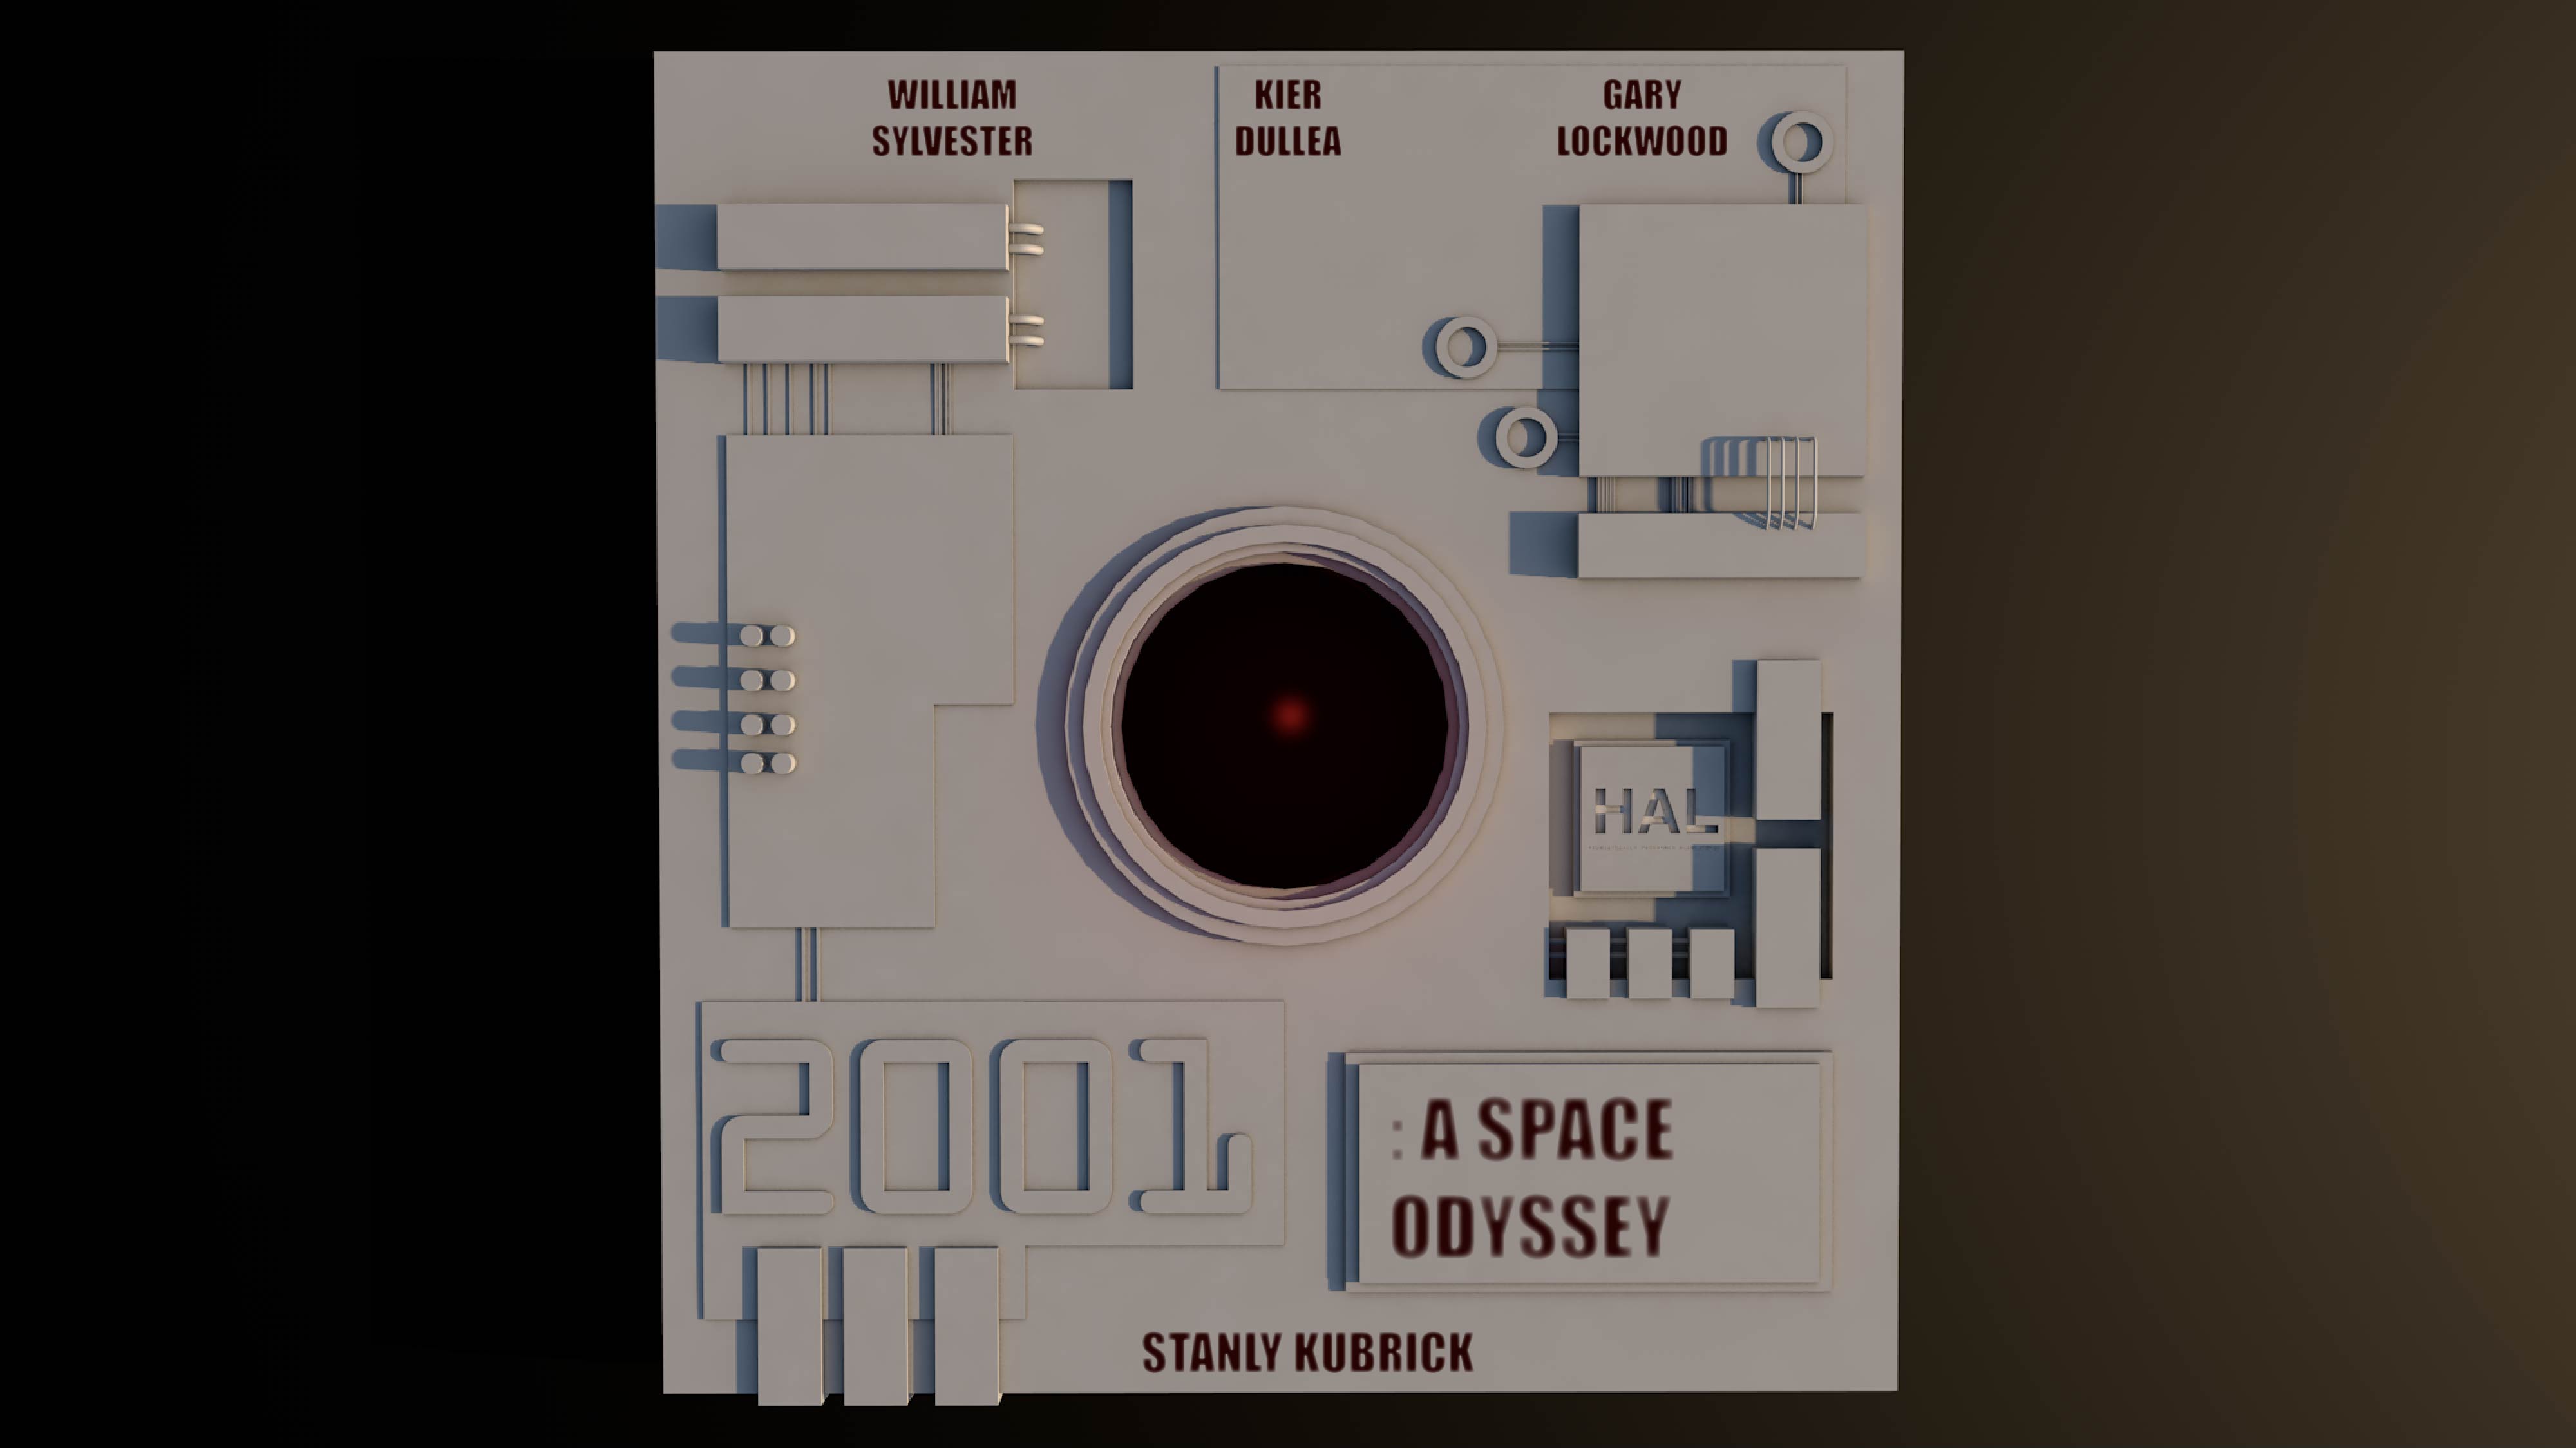 WILLIAM
SYLVESTER
KIER
DULLEA
GARY
LOCKWOOD
HAL
2001
: A SPACE
ODYSSEY
STANLY KUBRICK